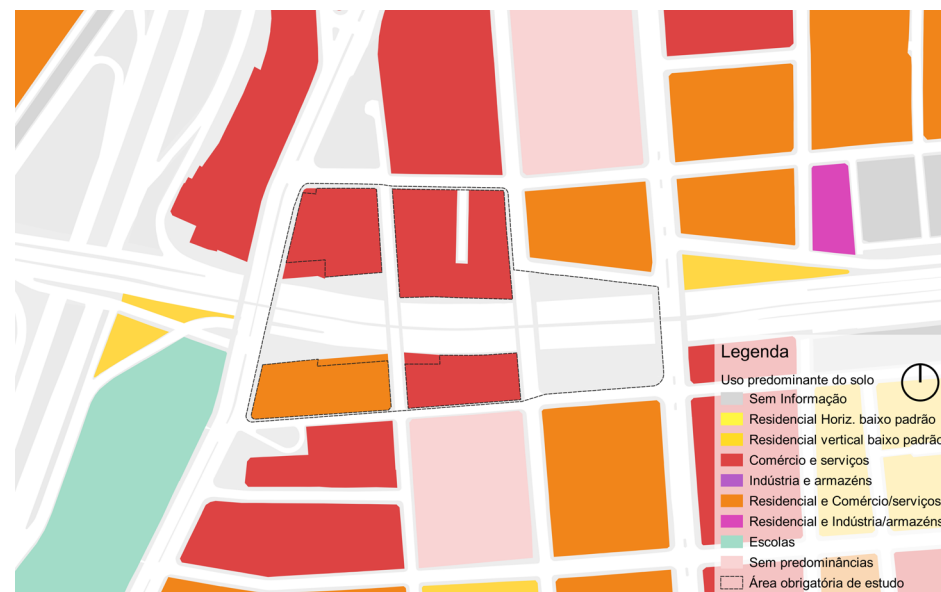 Legenda
Uso predominante do solo
Sem Informação
Residencial Horiz. baixo padrão
Residencial vertical baixo padrão
Comércio e serviços
Indústria e armazéns
Residencial e Comércio/serviços
Residencial e Indústria/armazéns
Escolas
Sem predominâncias
Área obrigatória de estudo